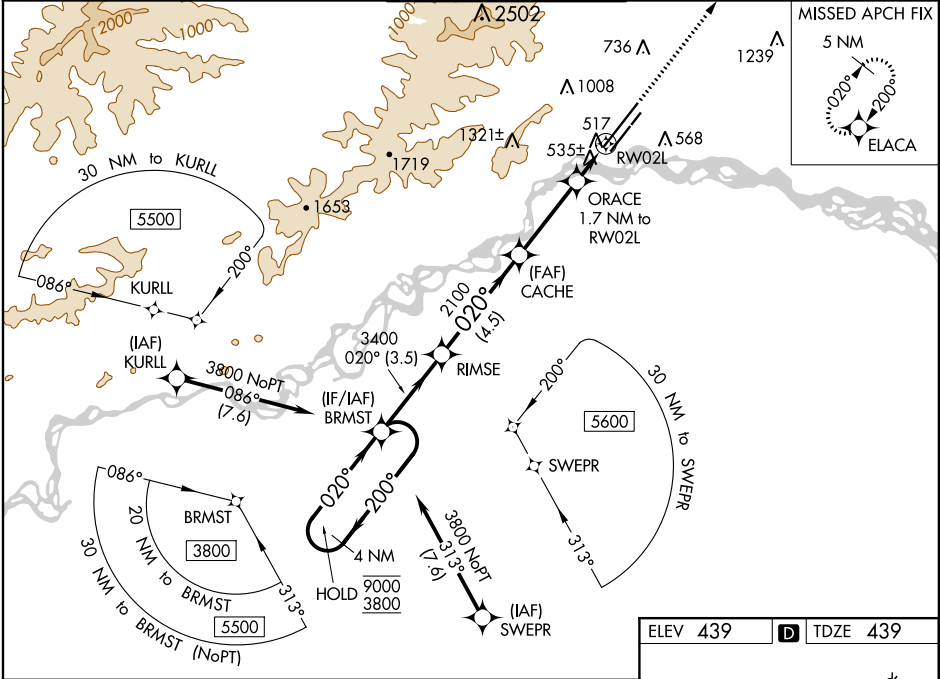 2000
1000
1000
2502
736
1239
1008
1321±
517
535±
568
RW02L
1719
1653
MISSED APCH FIX
5 NM
020°
200°
ELACA
30 NM to KURLL
5500
086°
200°
KURLL
ORACE
1.7 NM to
RW02L
(FAF)
CACHE
2100
020°
(4.5)
3400
020° (3.5)
RIMSE
(IAF)
KURLL
3800 NoPT
086°
(7.6)
(IF/IAF)
BRMST
020°
200°
4 NM
HOLD
9000
3800
200°
5600
30 NM to SWEPR
SWEPR
313°
086°
BRMST
3800
20 NM to BRMST
313°
5500
30 NM to BRMST (NoPT)
3800 NoPT
313°
(7.6)
(IAF)
SWEPR
ELEV 439
D
TDZE 439